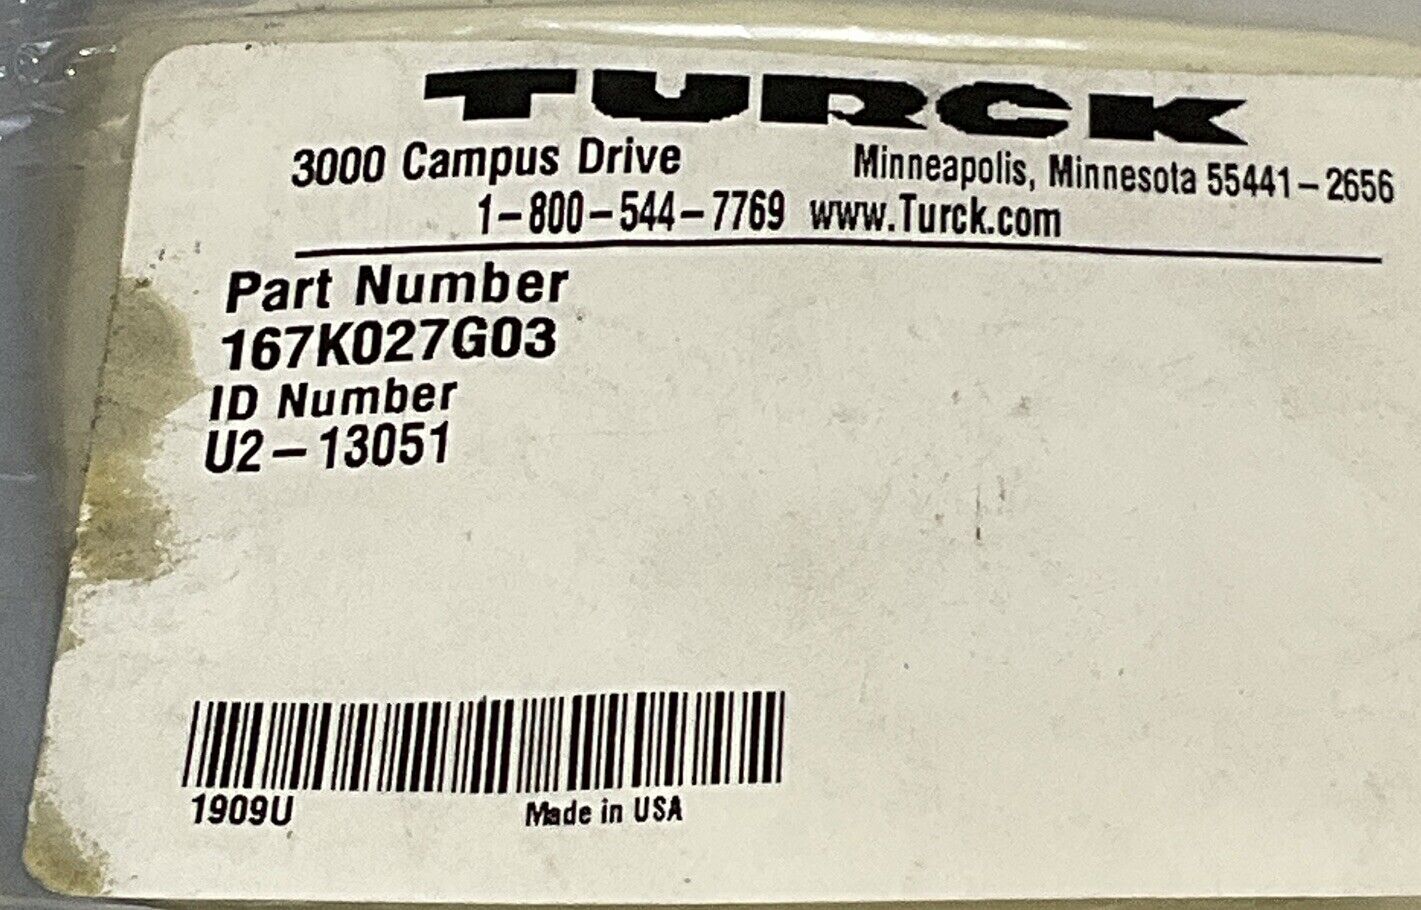 TURCK
3000 Campus Drive Minneapolis, Minnesota 55441-2656
1-800-544-7769 www.Turck.com
Part Number
167K027G03
ID Number
U2-13051
1909U Made in USA